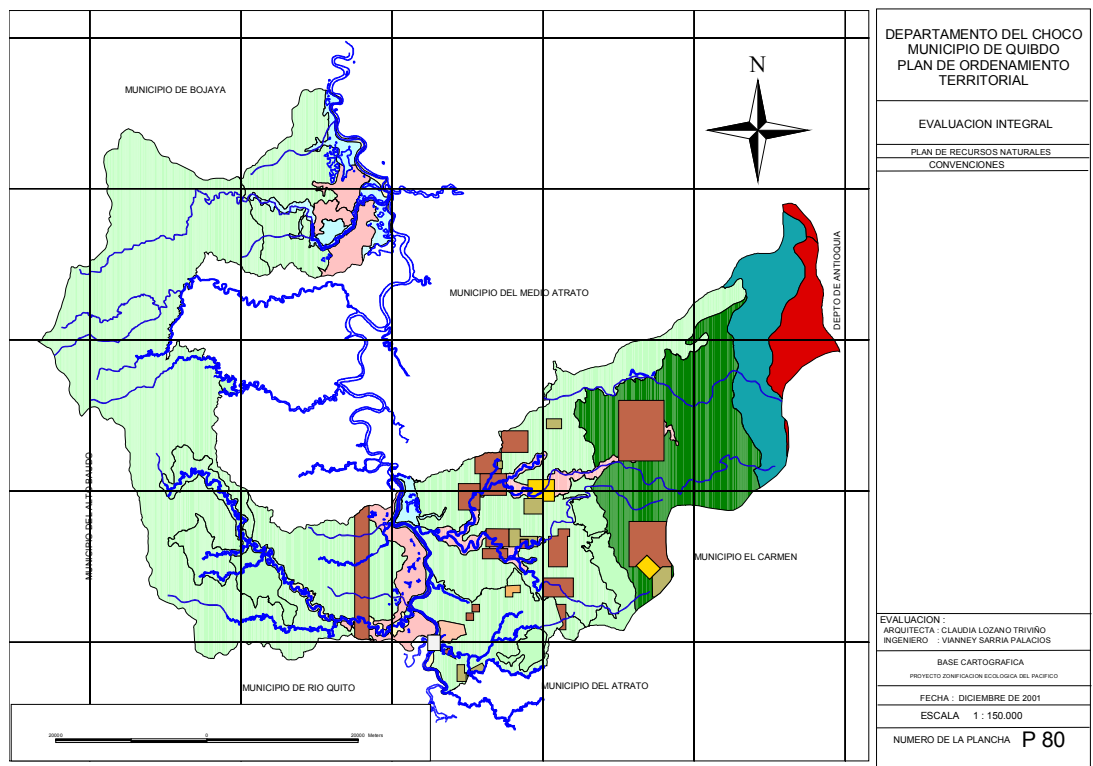 MUNICIPIO DE BOJAYA
N
MUNICIPIO DEL MEDIO ATRATO
DEPTO DE ANTIOQUIA
MUNICIPIO DEL ALTO BAUDO
MUNICIPIO EL CARMEN
MUNICIPIO DE RIO QUITO
MUNICIPIO DEL ATRATO
20000 0 20000 Meters
DEPARTAMENTO DEL CHOCO
MUNICIPIO DE QUIBDO
PLAN DE ORDENAMIENTO
TERRITORIAL
EVALUACION INTEGRAL
PLAN DE RECURSOS NATURALES
CONVENCIONES
EVALUACION :
ARQUITECTA : CLAUDIA LOZANO TRIVIÑO
INGENIERO : VIANNEY SARRIA PALACIOS
BASE CARTOGRAFICA
PROYECTO ZONIFICACION ECOLOGICA DEL PACIFICO
FECHA : DICIEMBRE DE 2001
ESCALA 1 : 150.000
NUMERO DE LA PLANCHA P 80